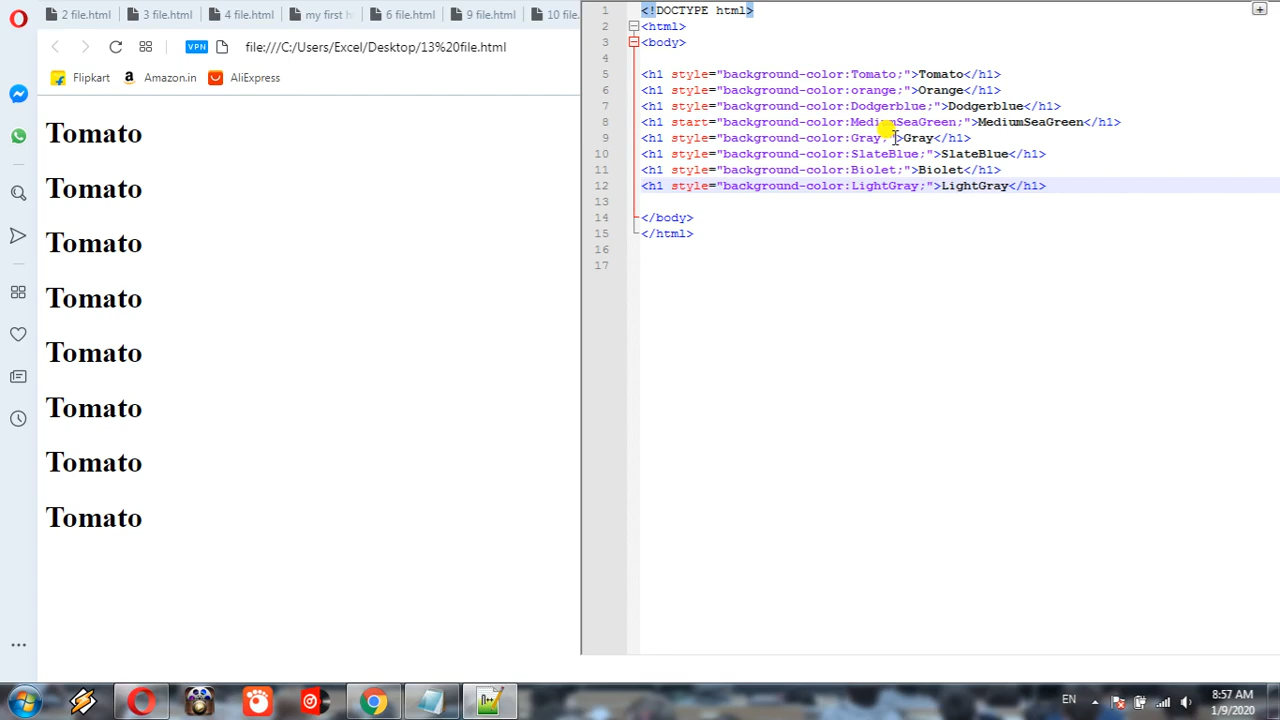 2 file.html 3 file.html 4 file.html my first h 6 file.html 9 file.html 10 file.
VPN file:///C:/Users/Excel/Desktop/13%20file.html
Flipkart Amazon.in AliExpress
Tomato
Tomato
Tomato
Tomato
Tomato
Tomato
Tomato
Tomato
1 <!DOCTYPE html>
2 <html>
3 <body>
4
5 <h1 style="background-color:Tomato;">Tomato</h1>
6 <h1 style="background-color:orange;">Orange</h1>
7 <h1 style="background-color:Dodgerblue;">Dodgerblue</h1>
8 <h1 start="background-color:MediumSeaGreen;">MediumSeaGreen</h1>
9 <h1 style="background-color:Gray;">Gray</h1>
10 <h1 style="background-color:SlateBlue;">SlateBlue</h1>
11 <h1 style="background-color:Biolet;">Biolet</h1>
12 <h1 style="background-color:LightGray;">LightGray</h1>
13
14 </body>
15 </html>
16
17
EN 8:57 AM
1/9/2020